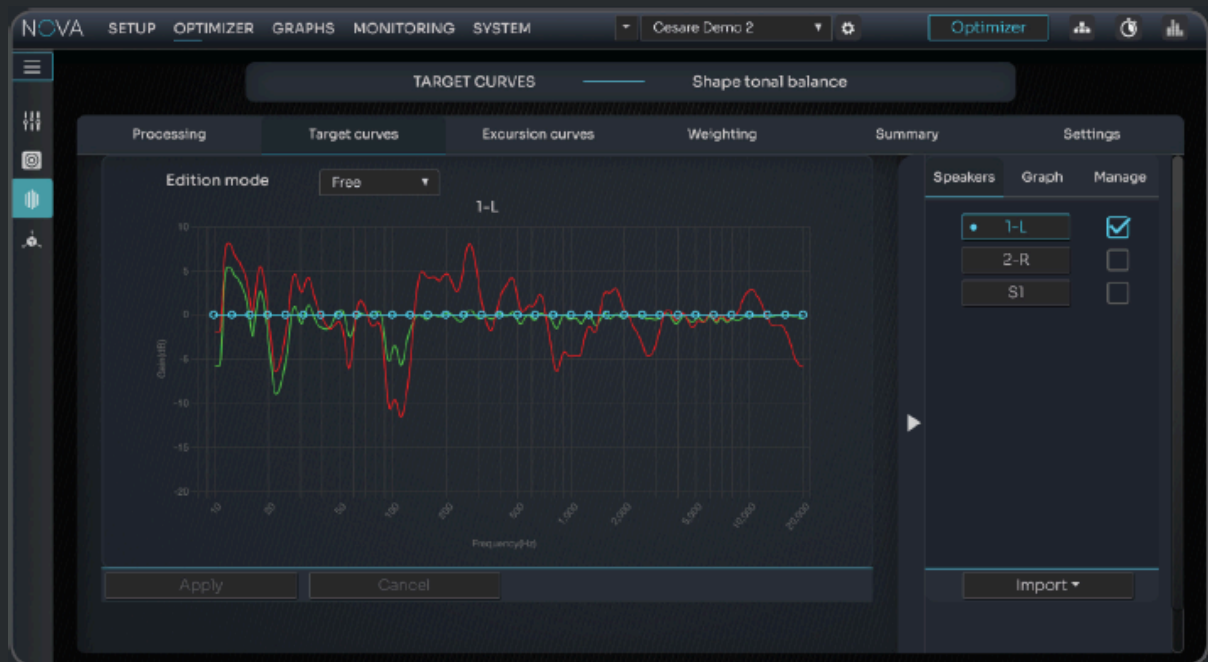 NOVA SETUP OPTIMIZER GRAPHS MONITORING SYSTEM Cesare Demo 2 Optimizer
TARGET CURVES Shape tonal balance
Processing Target curves Excursion curves Weighting Summary Settings
Edition mode Free
Speakers Graph Manage
1-L
1-L
2-R
S1
10
5
0
-5
-10
-15
-20
Gain(dB)
10 20 50 100 200 500 1,000 2,000 5,000 10,000 20,000
Frequency(Hz)
Apply Cancel
Import